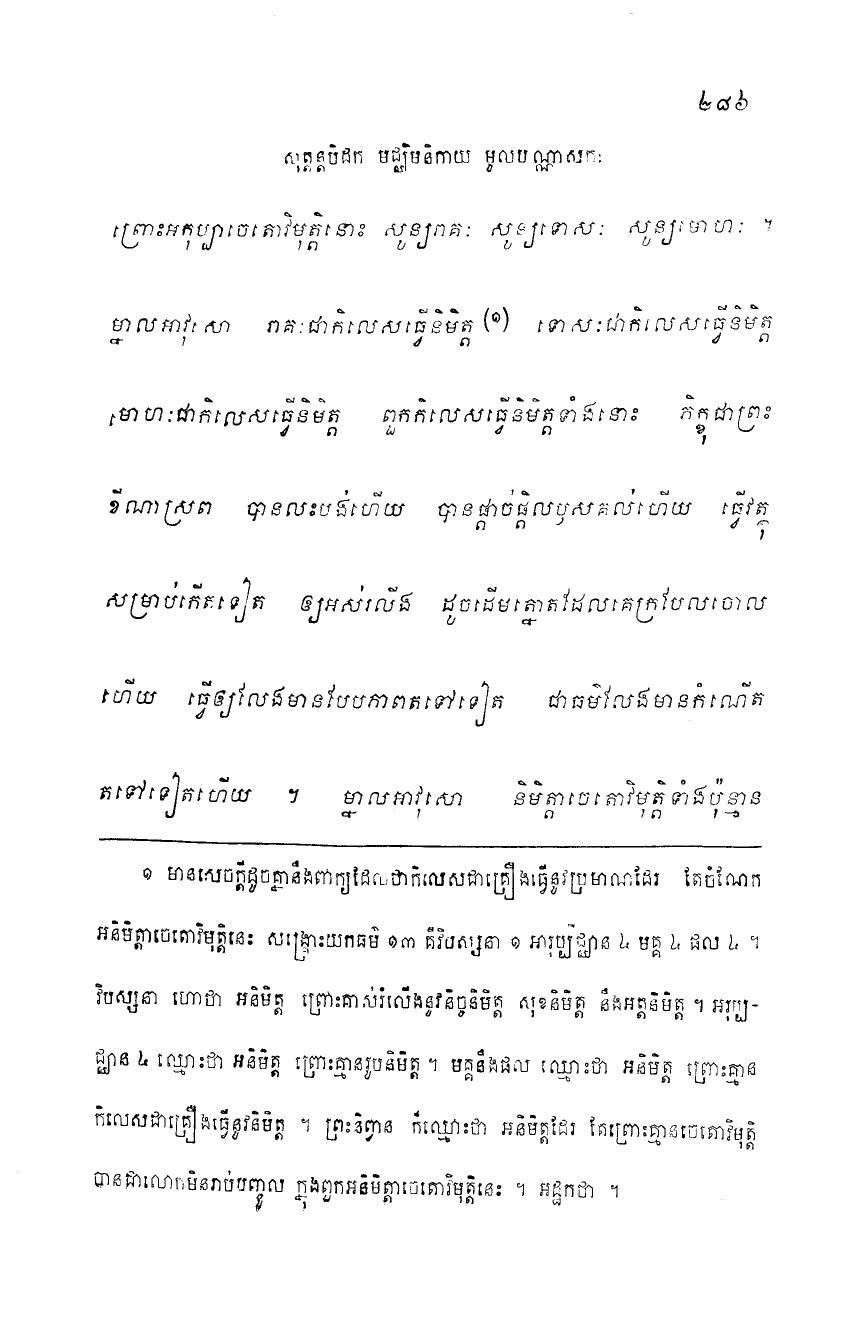 ២៨៦
សុត្តន្តបិដក មជ្ឈិមនិកាយ មូលបណ្ណាសកៈ
ព្រោះអកុប្បាចេតោវិមុត្តិនោះ សូន្យរាគៈ សូន្យទោសៈ សូន្យមោហៈ ។
ម្នាលអាវុសោ រាគៈជាកិលេសធ្វើនិមិត្ត (១) ទោសៈជាកិលេសធ្វើនិមិត្ត
មោហៈជាកិលេសធ្វើនិមិត្ត ពួកកិលេសធ្វើនិមិត្តទាំងនោះ ភិក្ខុជាព្រះ
ខីណាស្រព បានលះបង់ហើយ បានផ្តាច់ផ្តិលឫសគល់ហើយ ធ្វើវត្ថុ
សម្រាប់កើតទៀត ឲ្យអស់រលីង ដូចដើមត្នោតដែលគេក្របែលចោល
ហើយ ធ្វើឲ្យលែងមានបែបភាពតទៅទៀត ជាធម៌លែងមានកំណើត
តទៅទៀតហើយ ។ ម្នាលអាវុសោ និមិត្តាចេតោវិមុត្តិទាំងប៉ុន្មាន
១ មានសេចក្តីដូចគ្នានឹងពាក្យដែលថាកិលេសជាគ្រឿងធ្វើនូវប្រមាណដែរ តែចំណែក
អនិមិត្តាចេតោវិមុត្តិនេះ សង្គ្រោះយកធម៌ ១៣ គឺវិបស្សនា ១ អារុប្បជ្ឈាន ៤ មគ្គ ៤ ផល ៤ ។
វិបស្សនា ហោថា អនិមិត្ត ព្រោះគាស់រំលើងនូវនិច្ចនិមិត្ត សុខនិមិត្ត នឹងអត្តនិមិត្ត ។ អរុប្ប-
ជ្ឈាន ៤ ឈ្មោះថា អនិមិត្ត ព្រោះគ្មានរូបនិមិត្ត ។ មគ្គនឹងផល ឈ្មោះថា អនិមិត្ត ព្រោះគ្មាន
កិលេសជាគ្រឿងធ្វើនូវនិមិត្ត ។ ព្រះនិព្វាន ក៏ឈ្មោះថា អនិមិត្តដែរ តែព្រោះគ្មានចេតោវិមុត្តិ
បានជាលោកមិនរាប់បញ្ចូល ក្នុងពួកអនិមិត្តាចេតោវិមុត្តិនេះ ។ អដ្ឋកថា ។